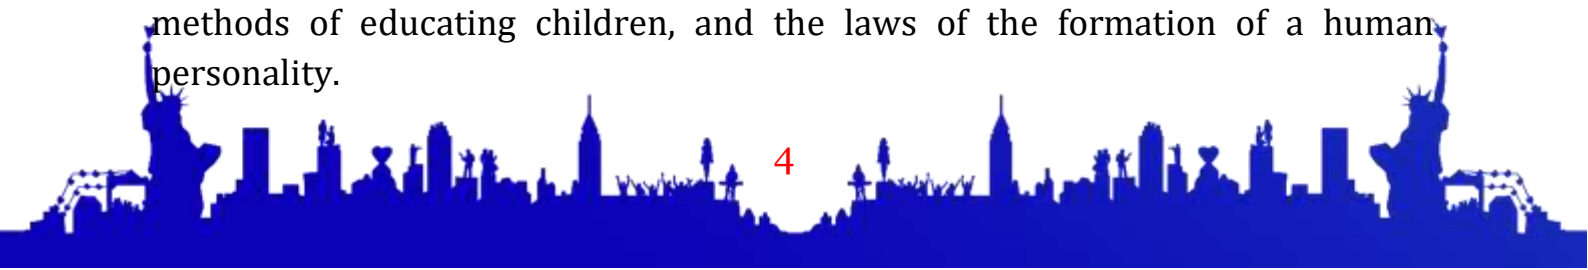 methods of educating children, and the laws of the formation of a human
personality.
4